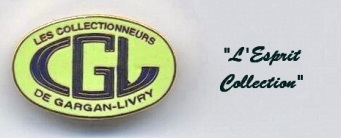 LES COLLECTIONNEURS
CGL
DE GARGAN-LIVRY
"L'Esprit
Collection"